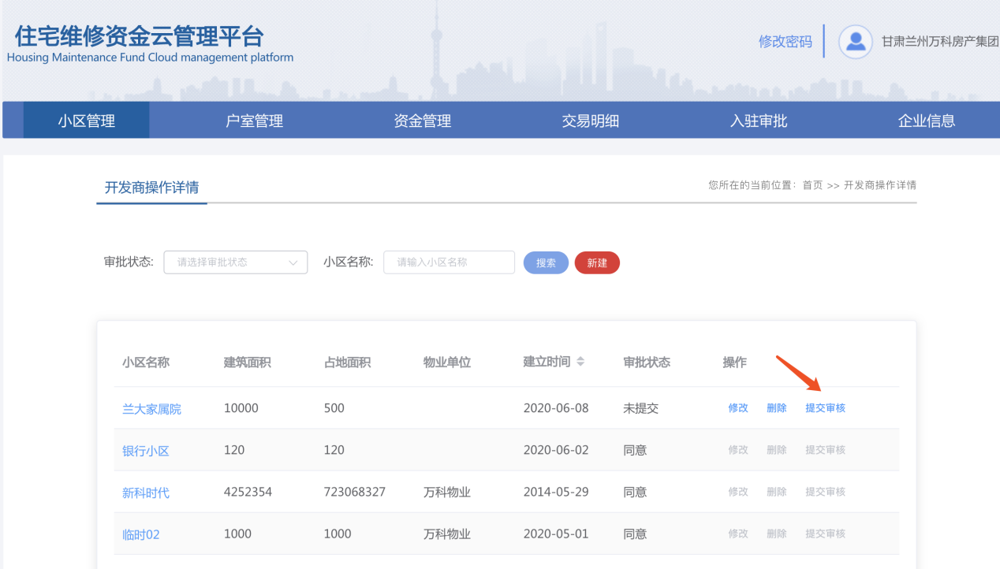 住宅维修资金云管理平台
Housing Maintenance Fund Cloud management platform
修改密码 甘肃兰州万科房产集团
小区管理 户室管理 资金管理 交易明细 入驻审批 企业信息
开发商操作详情 您所在的当前位置: 首页 >> 开发商操作详情
审批状态: 请选择审批状态 小区名称: 请输入小区名称 搜索 新建
小区名称 建筑面积 占地面积 物业单位 建立时间 审批状态 操作
兰大家属院 10000 500 2020-06-08 未提交 修改 删除 提交审核
银行小区 120 120 2020-06-02 同意 修改 删除 提交审核
新科时代 4252354 723068327 万科物业 2014-05-29 同意 修改 删除 提交审核
临时02 1000 1000 万科物业 2020-05-01 同意 修改 删除 提交审核